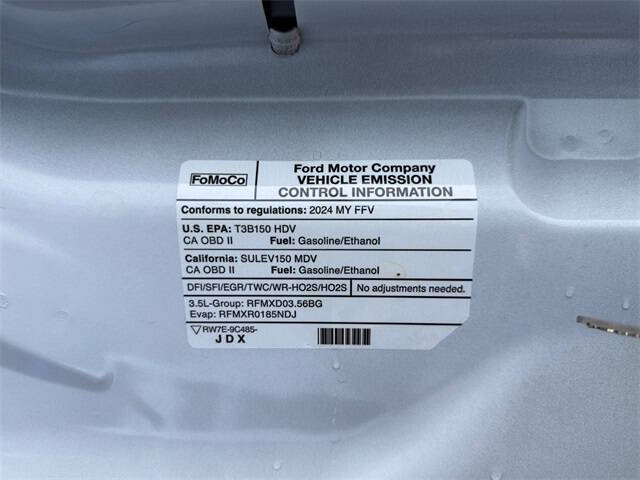 FoMoCo
Ford Motor Company
VEHICLE EMISSION
CONTROL INFORMATION
Conforms to regulations: 2024 MY FFV
U.S. EPA: T3B150 HDV
CA OBD II Fuel: Gasoline/Ethanol
California: SULEV150 MDV
CA OBD II Fuel: Gasoline/Ethanol
DFI/SFI/EGR/TWC/WR-HO2S/HO2S No adjustments needed.
3.5L-Group: RFMXD03.56BG
Evap: RFMXR0185NDJ
RW7E-9C485-
JDX